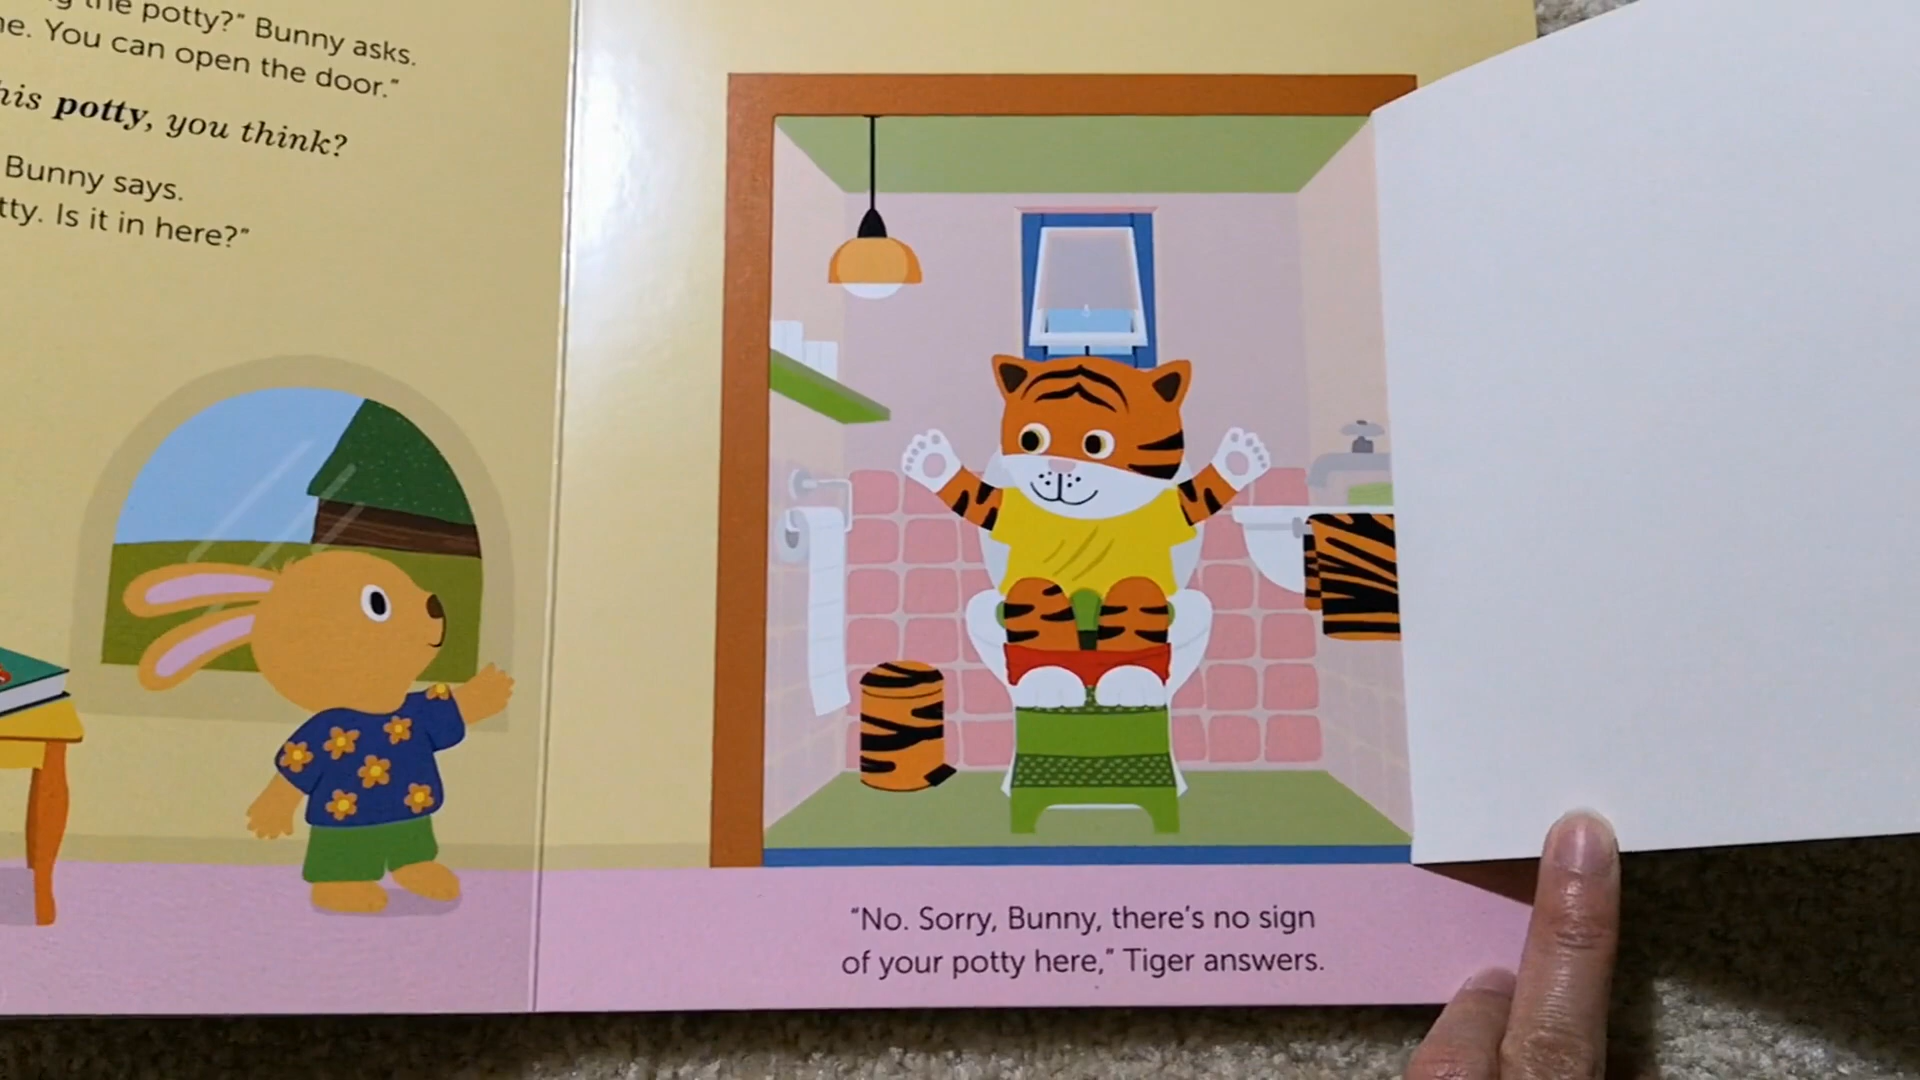 the potty?” Bunny asks.
You can open the door.”
potty, you think?
Bunny says.
Is it in here?”
“No. Sorry, Bunny, there’s no sign
of your potty here,” Tiger answers.